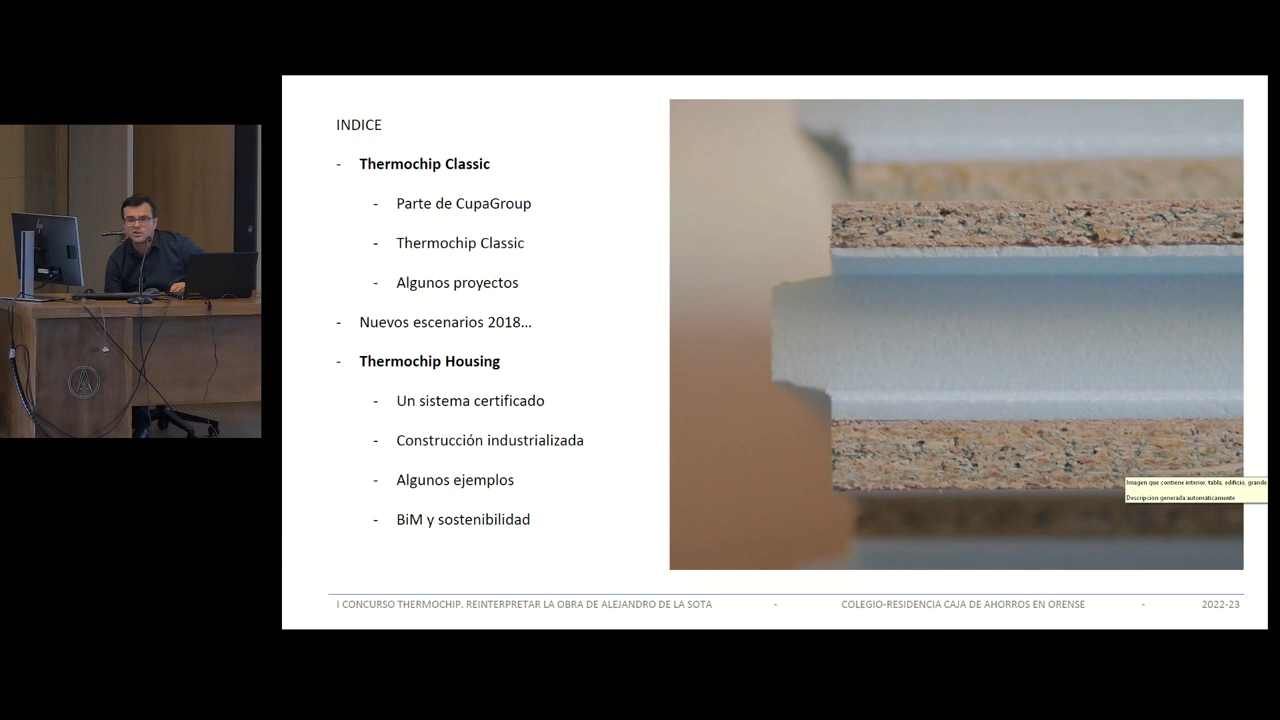 INDICE
- Thermochip Classic
- Parte de CupaGroup
- Thermochip Classic
- Algunos proyectos
- Nuevos escenarios 2018...
- Thermochip Housing
- Un sistema certificado
- Construcción industrializada
- Algunos ejemplos
- BiM y sostenibilidad
Imagen que contiene interior, tabla, edificio, grande
Descripción generada automáticamente
I CONCURSO THERMOCHIP. REINTERPRETAR LA OBRA DE ALEJANDRO DE LA SOTA - COLEGIO-RESIDENCIA CAJA DE AHORROS EN ORENSE - 2022-23